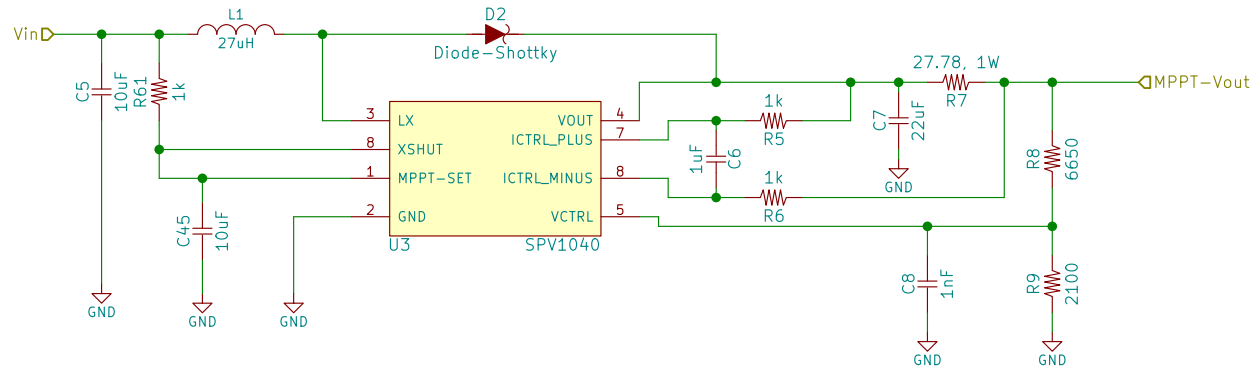 Vin
L1
27uH
D2
Diode-Shottky
C5
10uF
R61
1k
27.78, 1W
R7
MPPT-Vout
3
LX
VOUT
4
8
XSHUT
ICTRL_PLUS
7
1
MPPT-SET
ICTRL_MINUS
8
2
GND
VCTRL
5
U3
SPV1040
1k
R5
1uF
C6
1k
R6
C7
22uF
GND
R8
6650
C45
10uF
C8
1nF
R9
2100
GND
GND
GND
GND
GND